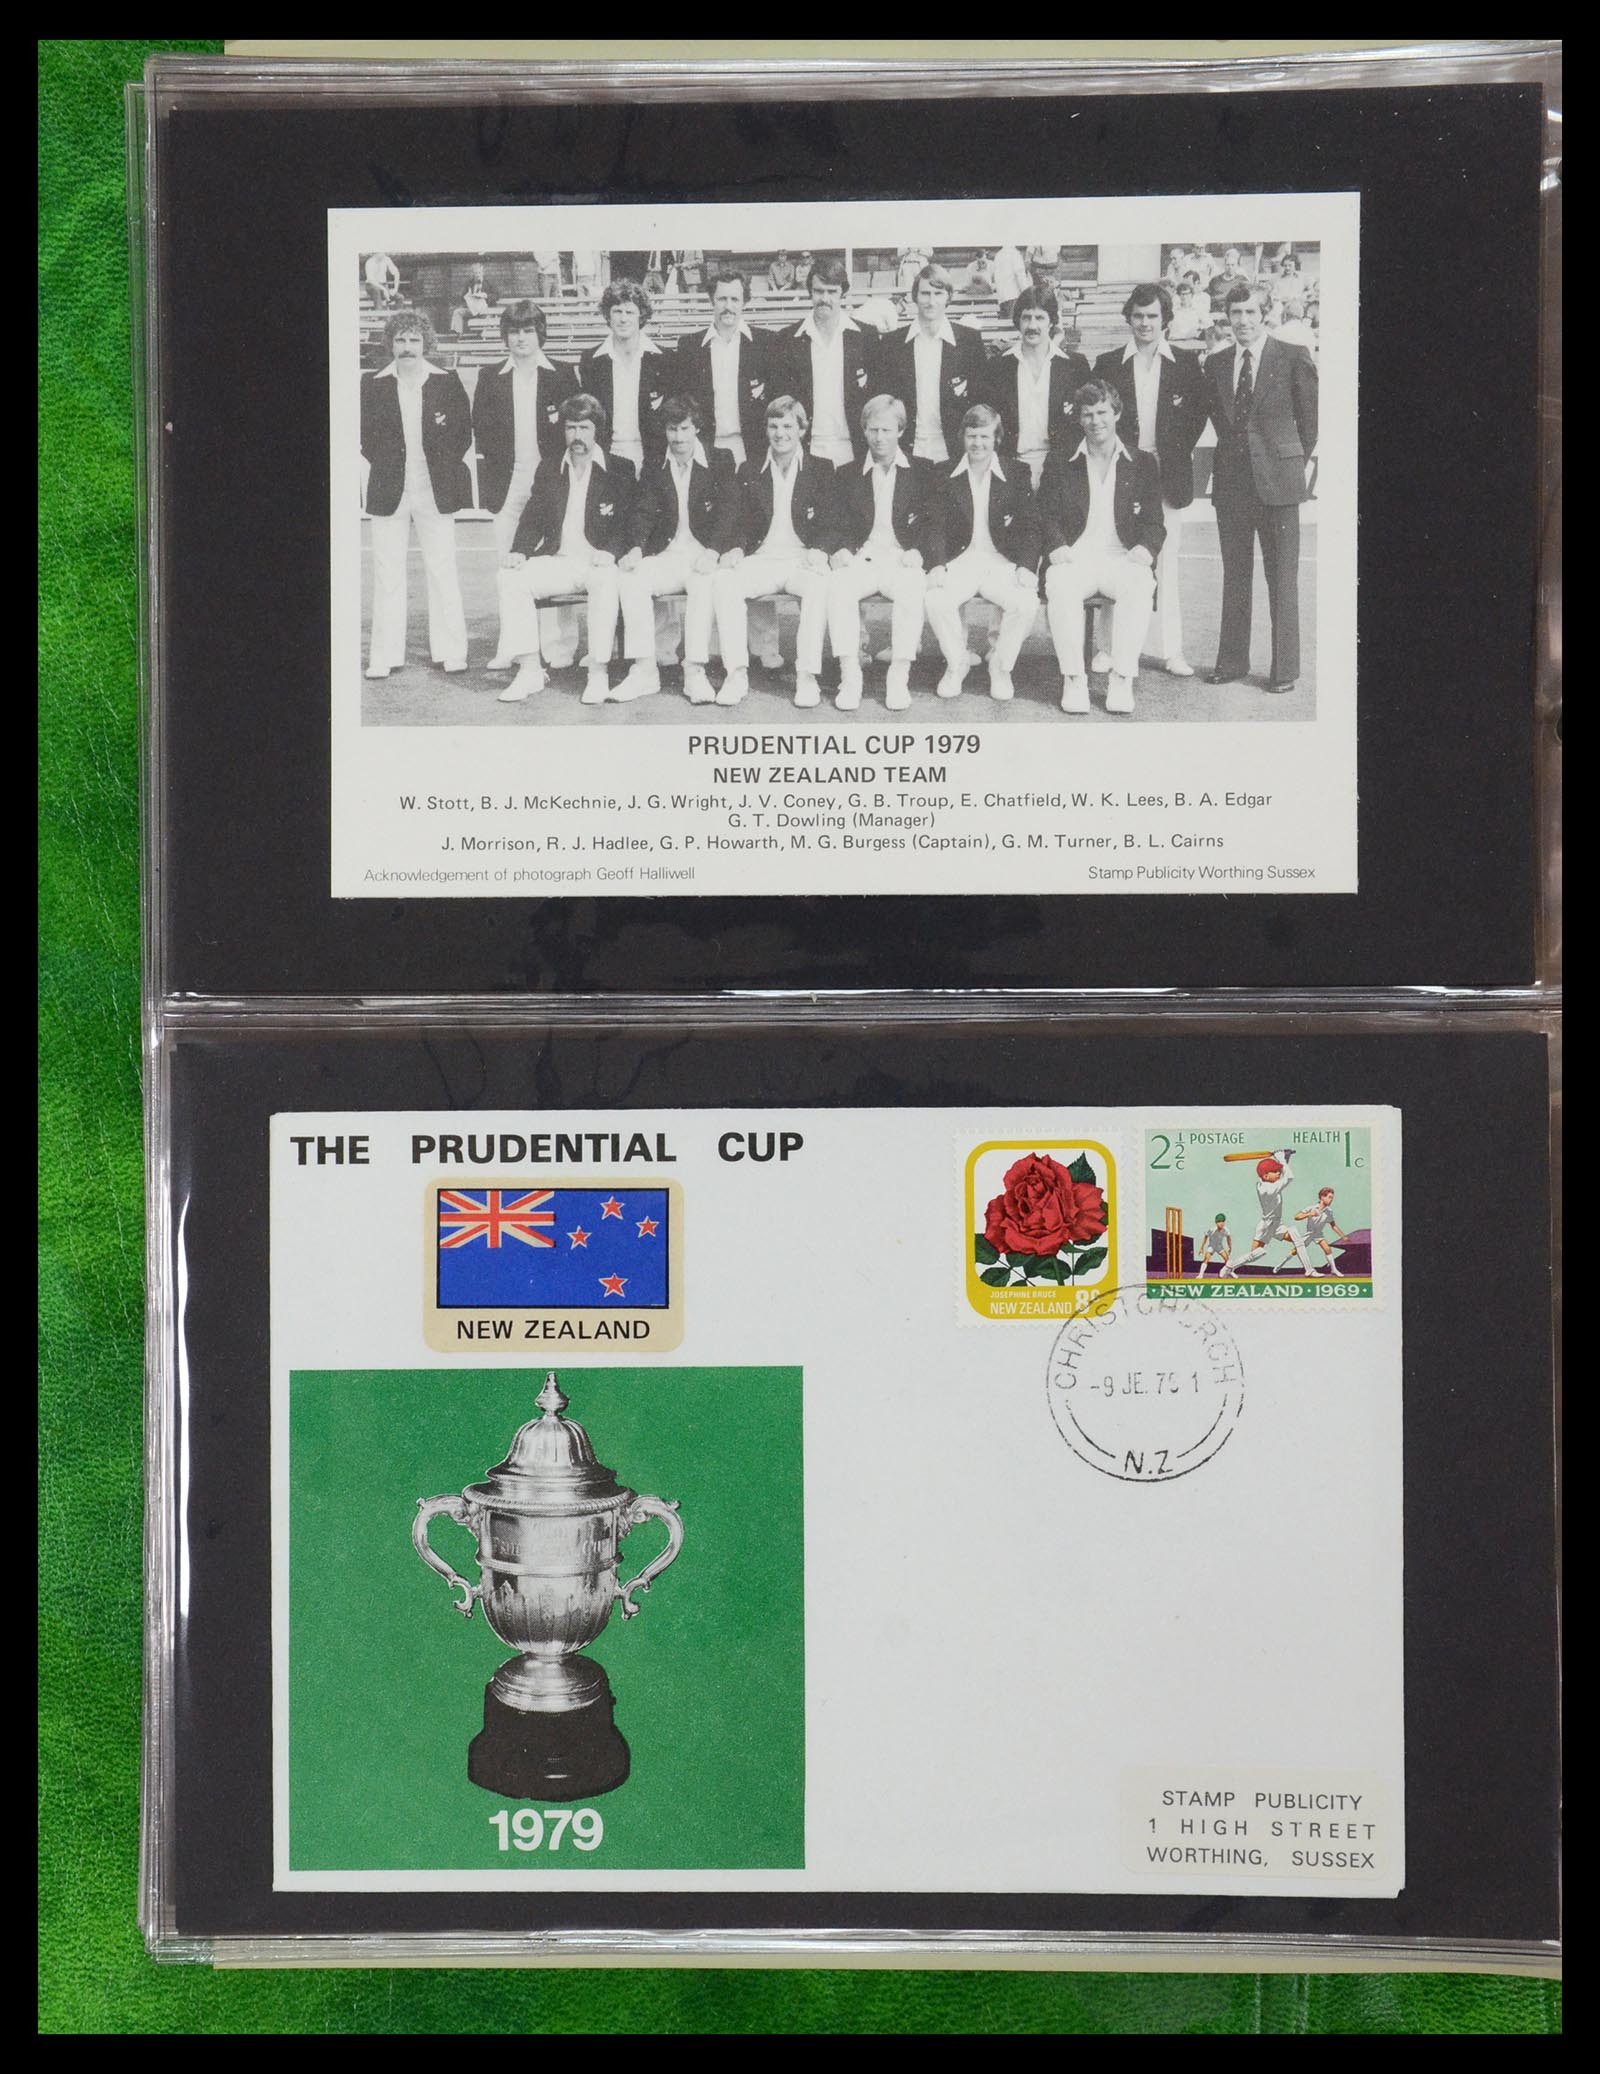 PRUDENTIAL CUP 1979
NEW ZEALAND TEAM
W. Stott, B. J. McKechnie, J. G. Wright, J. V. Coney, G. B. Troup, E. Chatfield, W. K. Lees, B. A. Edgar
G. T. Dowling (Manager)
J. Morrison, R. J. Hadlee, G. P. Howarth, M. G. Burgess (Captain), G. M. Turner, B. L. Cairns
Acknowledgement of photograph Geoff Halliwell
Stamp Publicity Worthing Sussex
THE PRUDENTIAL CUP
NEW ZEALAND
1979
JOSEPHINE BRUCE
NEW ZEALAND 8c
2½c POSTAGE HEALTH 1c
· NEW ZEALAND · 1969 ·
CHRISTCHURCH
-9 JE. 1
N.Z
STAMP PUBLICITY
1 HIGH STREET
WORTHING, SUSSEX